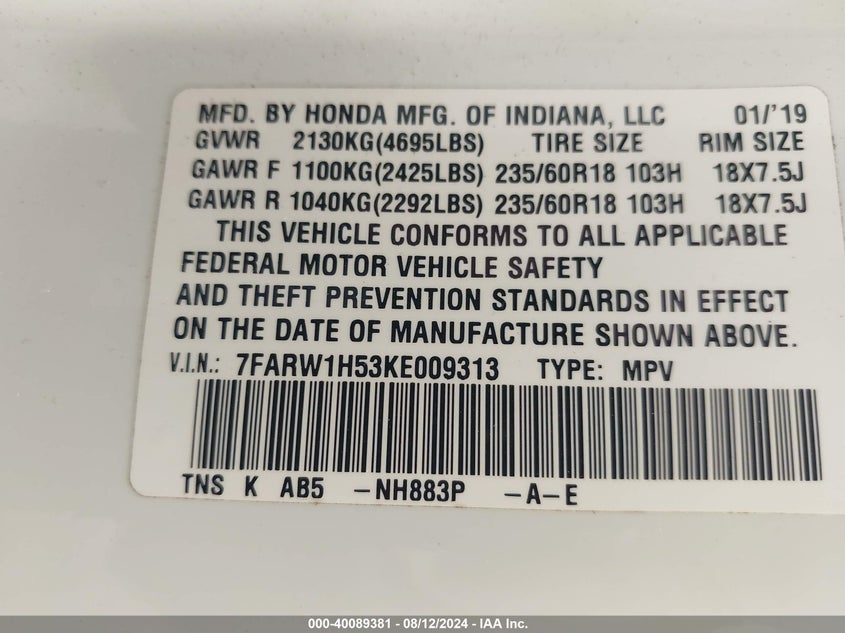 MFD. BY HONDA MFG. OF INDIANA, LLC 01/'19
GVWR 2130KG(4695LBS) TIRE SIZE RIM SIZE
GAWR F 1100KG(2425LBS) 235/60R18 103H 18X7.5J
GAWR R 1040KG(2292LBS) 235/60R18 103H 18X7.5J
THIS VEHICLE CONFORMS TO ALL APPLICABLE
FEDERAL MOTOR VEHICLE SAFETY
AND THEFT PREVENTION STANDARDS IN EFFECT
ON THE DATE OF MANUFACTURE SHOWN ABOVE.
V.I.N.: 7FARW1H53KE009313 TYPE: MPV
TNS K AB5 -NH883P -A-E
000-40089381 - 08/12/2024 - IAA Inc.